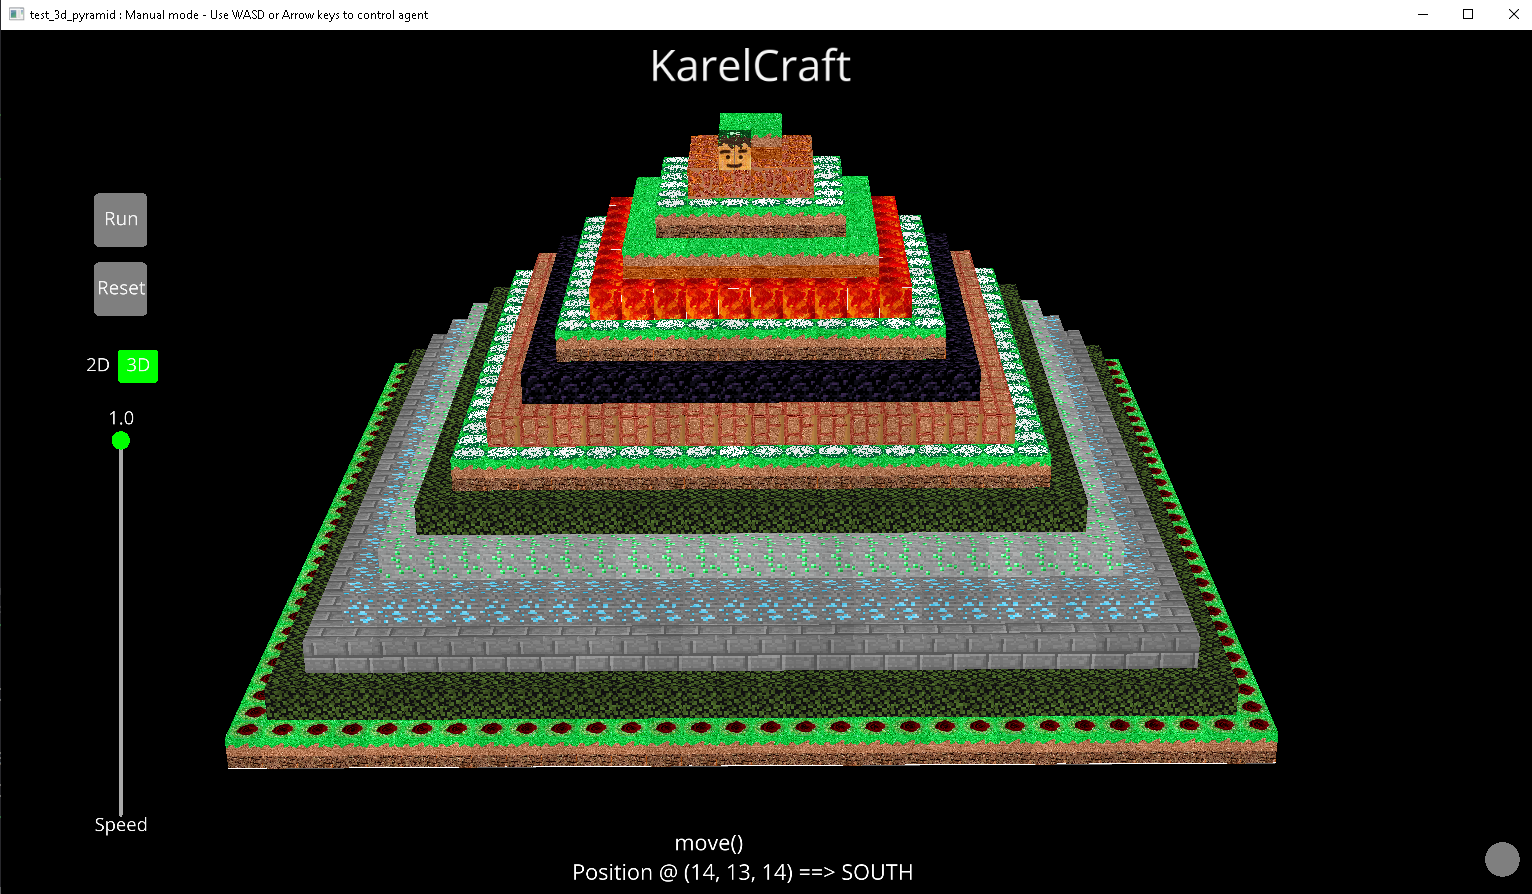 test_3d_pyramid : Manual mode - Use WASD or Arrow keys to control agent
KarelCraft
Run
Reset
2D 3D
1.0
Speed
move()
Position @ (14, 13, 14) ==> SOUTH